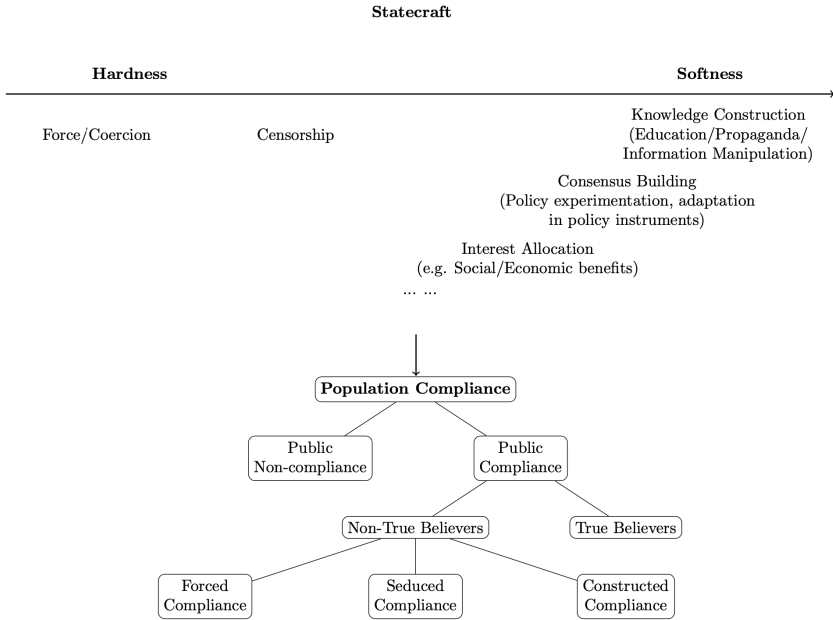 Statecraft
Hardness
Softness
Force/Coercion
Censorship
Knowledge Construction
(Education/Propaganda/
Information Manipulation)
Consensus Building
(Policy experimentation, adaptation
in policy instruments)
Interest Allocation
(e.g. Social/Economic benefits)
... ...
Population Compliance
Public
Non-compliance
Public
Compliance
Non-True Believers
True Believers
Forced
Compliance
Seduced
Compliance
Constructed
Compliance